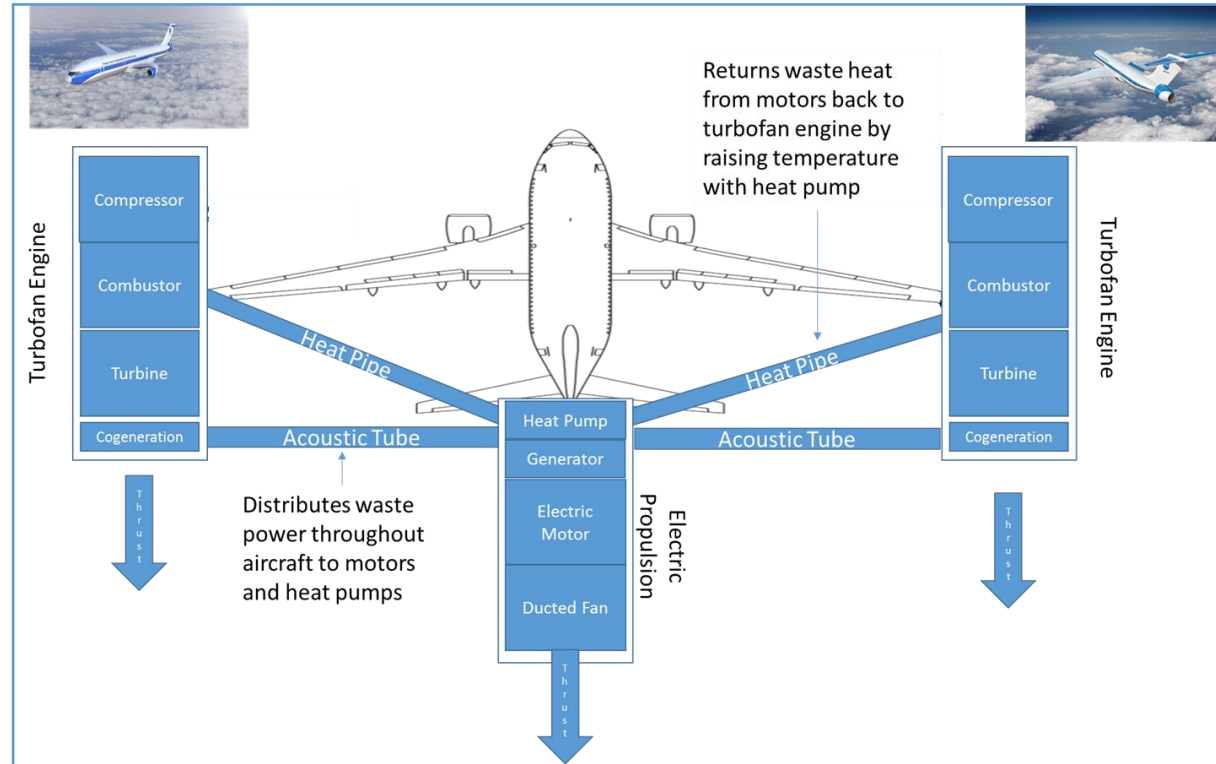 Returns waste heat
from motors back to
turbofan engine by
raising temperature
with heat pump
Turbofan Engine
Compressor
Combustor
Turbine
Cogeneration
Thrust
Heat Pipe
Acoustic Tube
Distributes waste
power throughout
aircraft to motors
and heat pumps
Heat Pump
Generator
Electric
Motor
Ducted Fan
Thrust
Electric
Propulsion
Heat Pipe
Acoustic Tube
Compressor
Combustor
Turbine
Cogeneration
Thrust
Turbofan Engine